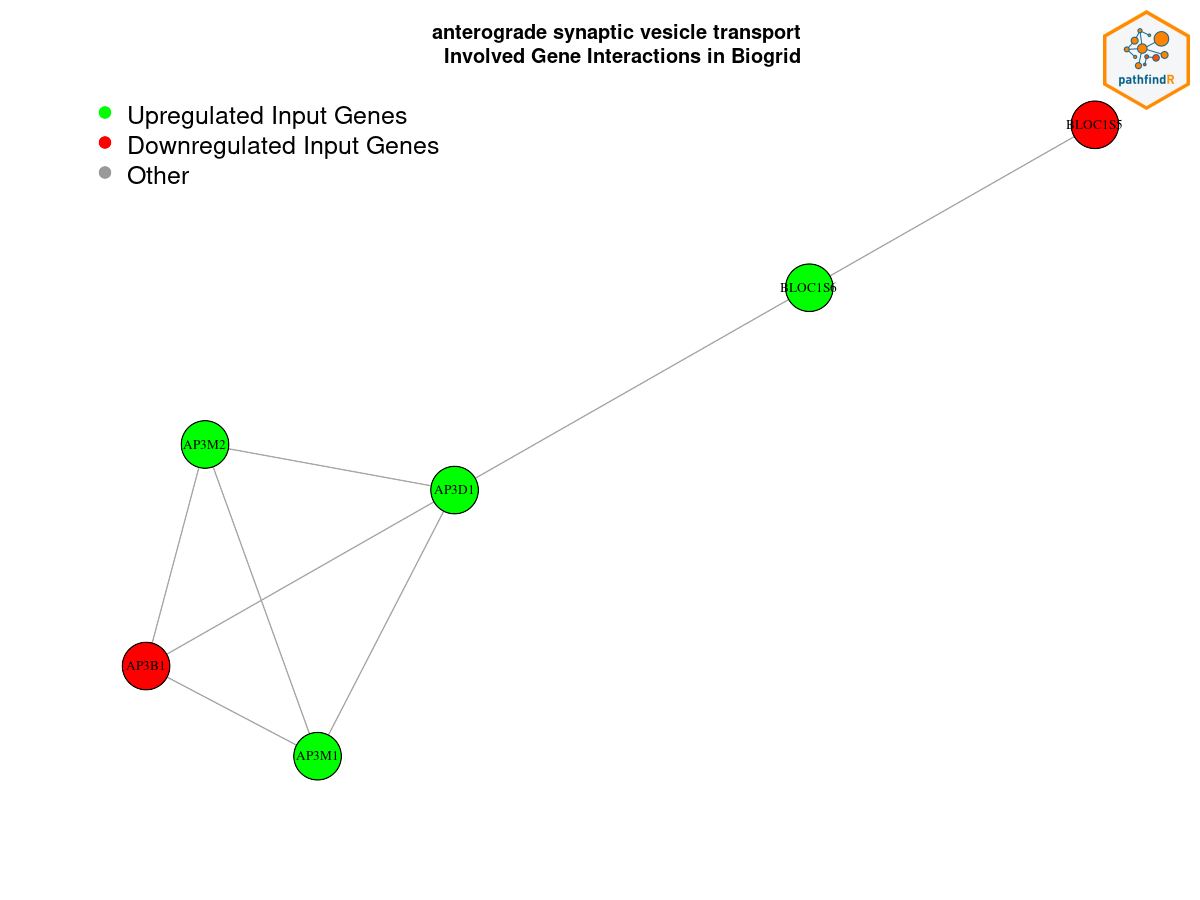 anterograde synaptic vesicle transport
Involved Gene Interactions in Biogrid
pathfindR
Upregulated Input Genes
Downregulated Input Genes
Other
BLOC1S5
BLOC1S6
AP3M2
AP3D1
AP3B1
AP3M1